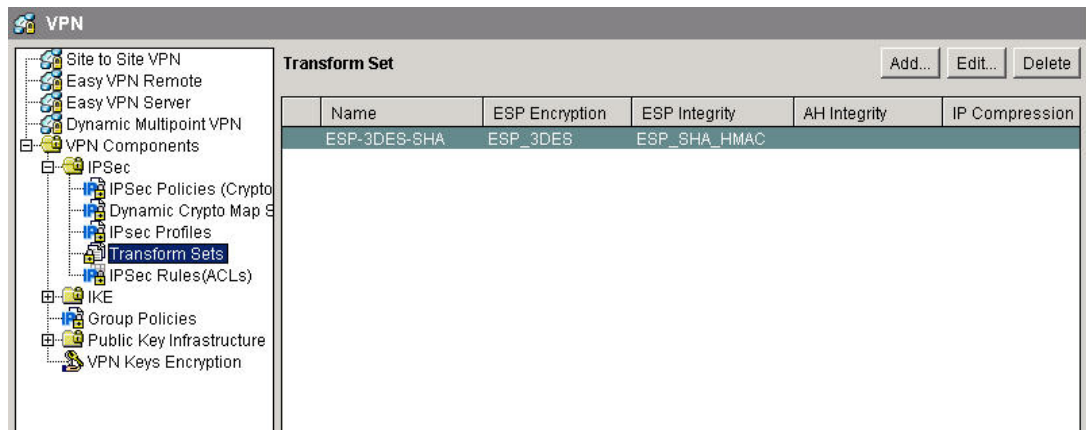 VPN
Site to Site VPN
Easy VPN Remote
Easy VPN Server
Dynamic Multipoint VPN
VPN Components
IPSec
IPSec Policies (Crypto
Dynamic Crypto Map S
IPsec Profiles
Transform Sets
IPSec Rules(ACLs)
IKE
Group Policies
Public Key Infrastructure
VPN Keys Encryption
Transform Set
Add... Edit... Delete
Name ESP Encryption ESP Integrity AH Integrity IP Compression
ESP-3DES-SHA ESP_3DES ESP_SHA_HMAC